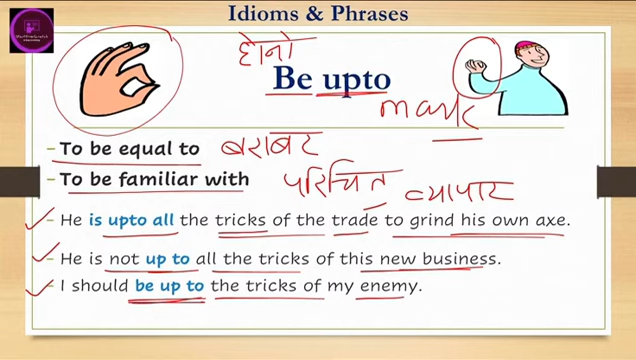 Idioms & Phrases
होना
Be upto
mark
– To be equal to बराबर
– To be familiar with परिचित
व्यापार
– He is upto all the tricks of the trade to grind his own axe.
– He is not up to all the tricks of this new business.
– I should be up to the tricks of my enemy.